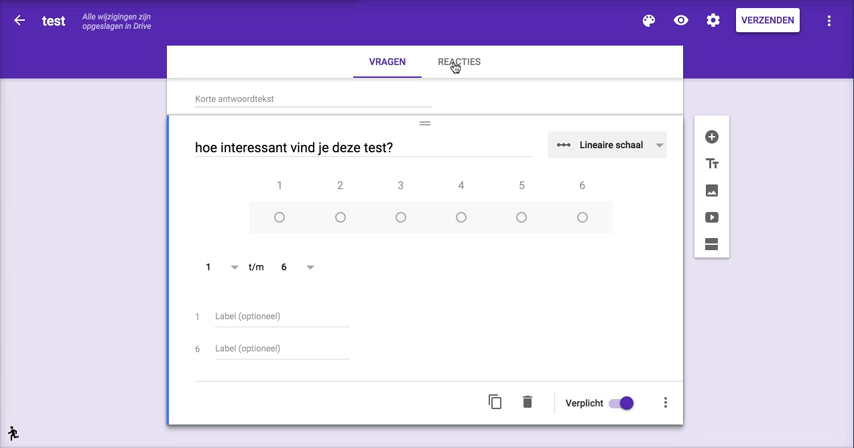 test
Alle wijzigingen zijn
opgeslagen in Drive
VERZENDEN
VRAGEN
REACTIES
Korte antwoordtekst
hoe interessant vind je deze test?
Lineaire schaal
1 2 3 4 5 6
1 t/m 6
1 Label (optioneel)
6 Label (optioneel)
Verplicht